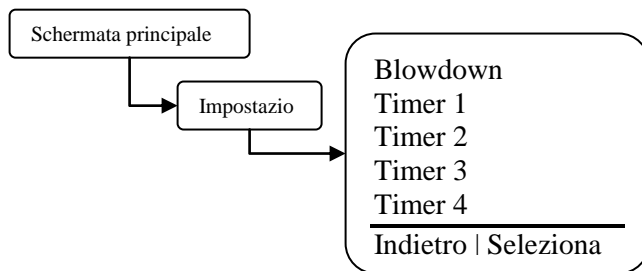 Schermata principale
Impostazio
Blowdown
Timer 1
Timer 2
Timer 3
Timer 4
Indietro | Seleziona